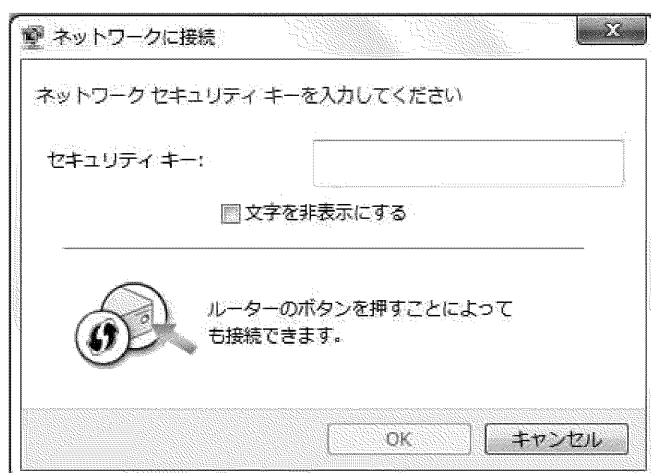 ネットワークに接続
ネットワーク セキュリティ キーを入力してください
セキュリティ キー:
文字を非表示にする
ルーターのボタンを押すことによって
も接続できます。
OK
キャンセル